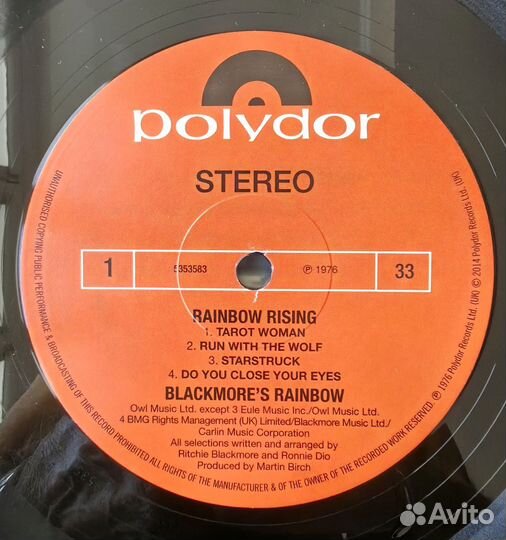 polydor
STEREO
1
5353583
℗ 1976
33
RAINBOW RISING
1. TAROT WOMAN
2. RUN WITH THE WOLF
3. STARSTRUCK
4. DO YOU CLOSE YOUR EYES
BLACKMORE'S RAINBOW
Owl Music Ltd. except 3 Eule Music Inc./Owl Music Ltd.
4 BMG Rights Management (UK) Limited/Blackmore Music Ltd./
Carlin Music Corporation
All selections written and arranged by
Ritchie Blackmore and Ronnie Dio
Produced by Martin Birch
UNAUTHORISED COPYING PUBLIC PERFORMANCE & BROADCASTING OF THIS RECORD PROHIBITED ALL RIGHTS OF THE MANUFACTURER & OF THE OWNER OF THE RECORDED WORK RESERVED. ℗ 1976 Polydor Records Ltd. (UK) © 2014 Polydor Records Ltd. (UK)
Avito